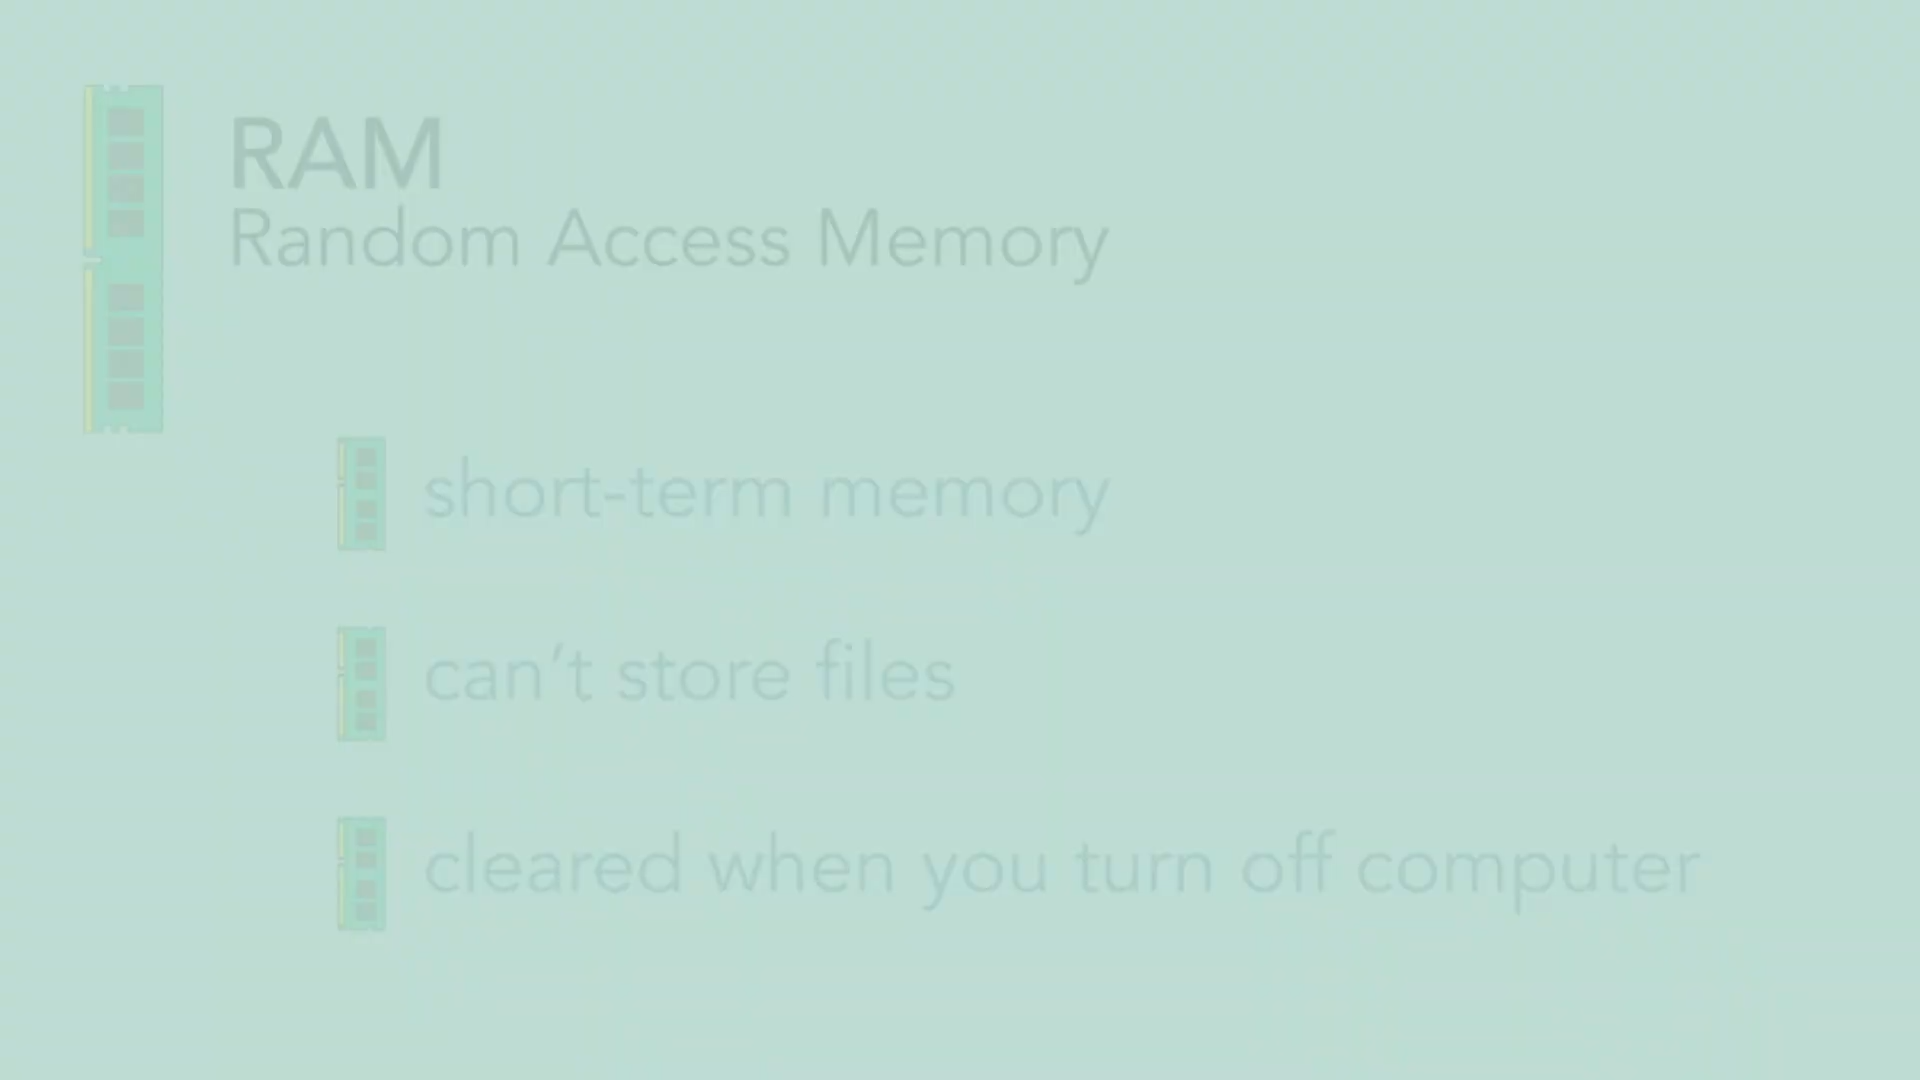 RAM
Random Access Memory
short-term memory
can’t store files
cleared when you turn off computer